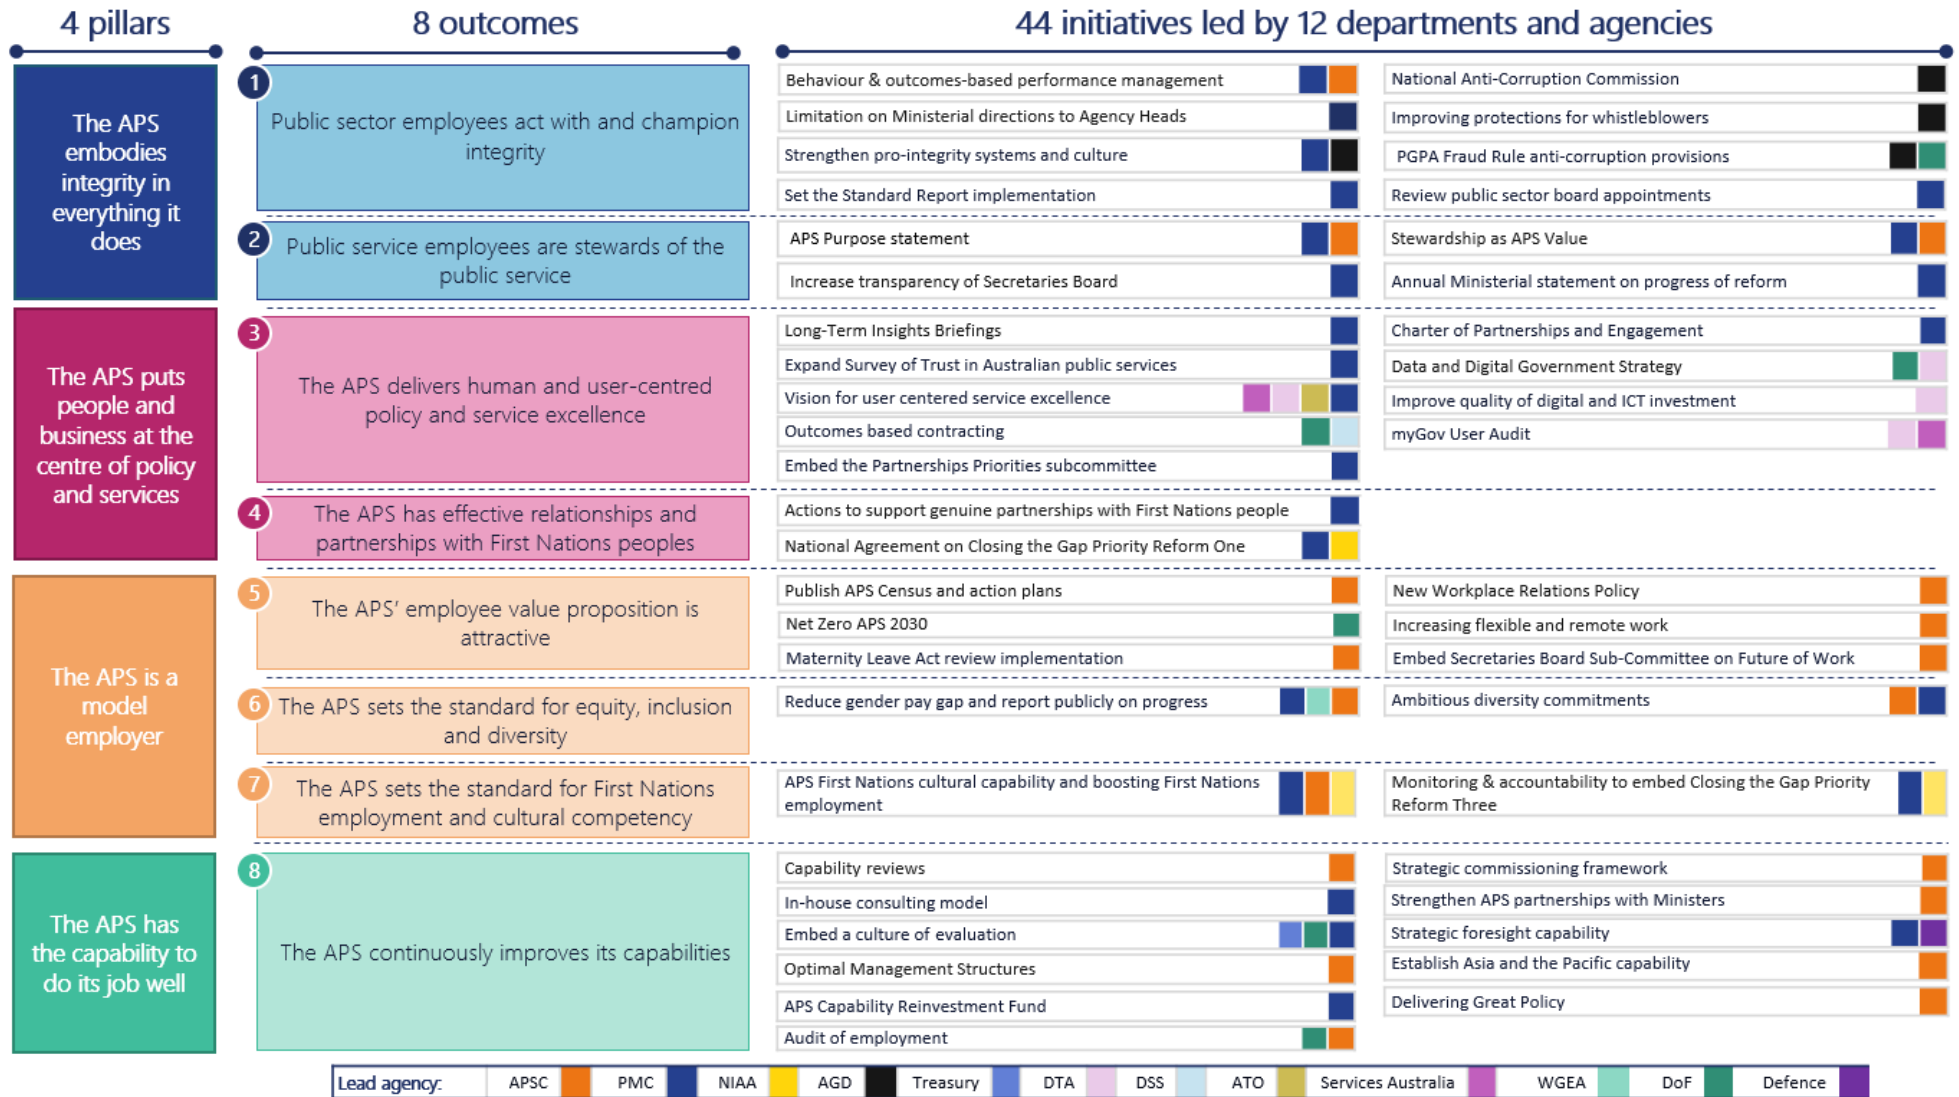 4 pillars
8 outcomes
44 initiatives led by 12 departments and agencies
The APS
embodies
integrity in
everything it
does
1
Public sector employees act with and champion
integrity
Behaviour & outcomes-based performance management
Limitation on Ministerial directions to Agency Heads
Strengthen pro-integrity systems and culture
Set the Standard Report implementation
National Anti-Corruption Commission
Improving protections for whistleblowers
PGPA Fraud Rule anti-corruption provisions
Review public sector board appointments
2
Public service employees are stewards of the
public service
APS Purpose statement
Increase transparency of Secretaries Board
Stewardship as APS Value
Annual Ministerial statement on progress of reform
The APS puts
people and
business at the
centre of policy
and services
3
The APS delivers human and user-centred
policy and service excellence
Long-Term Insights Briefings
Expand Survey of Trust in Australian public services
Vision for user centered service excellence
Outcomes based contracting
Embed the Partnerships Priorities subcommittee
Charter of Partnerships and Engagement
Data and Digital Government Strategy
Improve quality of digital and ICT investment
myGov User Audit
4
The APS has effective relationships and
partnerships with First Nations peoples
Actions to support genuine partnerships with First Nations people
National Agreement on Closing the Gap Priority Reform One
The APS is a
model
employer
5
The APS' employee value proposition is
attractive
Publish APS Census and action plans
Net Zero APS 2030
Maternity Leave Act review implementation
New Workplace Relations Policy
Increasing flexible and remote work
Embed Secretaries Board Sub-Committee on Future of Work
6
The APS sets the standard for equity, inclusion
and diversity
Reduce gender pay gap and report publicly on progress
Ambitious diversity commitments
7
The APS sets the standard for First Nations
employment and cultural competency
APS First Nations cultural capability and boosting First Nations
employment
Monitoring & accountability to embed Closing the Gap Priority
Reform Three
The APS has
the capability to
do its job well
8
The APS continuously improves its capabilities
Capability reviews
In-house consulting model
Embed a culture of evaluation
Optimal Management Structures
APS Capability Reinvestment Fund
Audit of employment
Strategic commissioning framework
Strengthen APS partnerships with Ministers
Strategic foresight capability
Establish Asia and the Pacific capability
Delivering Great Policy
Lead agency: APSC PMC NIAA AGD Treasury DTA DSS ATO Services Australia WGEA DoF Defence